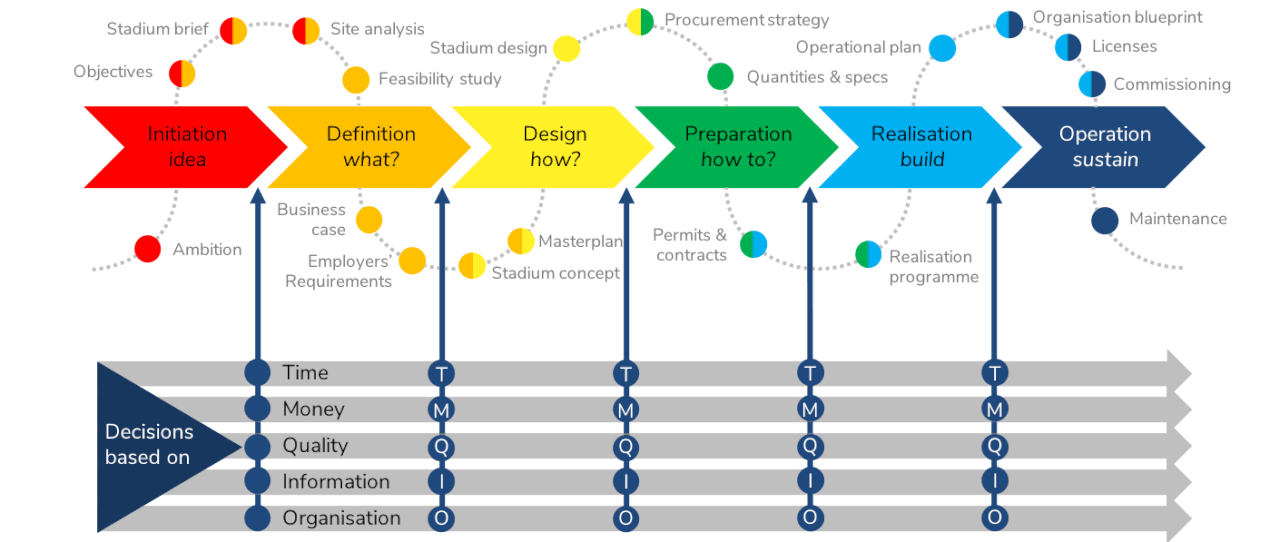 Stadium brief
Site analysis
Objectives
Feasibility study
Stadium design
Procurement strategy
Quantities & specs
Operational plan
Organisation blueprint
Licenses
Commissioning
Initiation
idea
Definition
what?
Design
how?
Preparation
how to?
Realisation
build
Operation
sustain
Ambition
Business
case
Employers'
Requirements
Masterplan
Stadium concept
Permits &
contracts
Realisation
programme
Maintenance
Decisions
based on
Time T T T T
Money M M M M
Quality Q Q Q Q
Information I I I I
Organisation O O O O